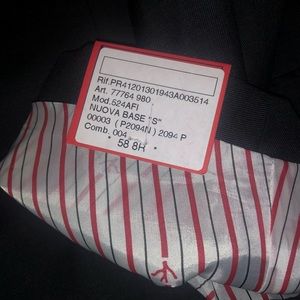 Rif.PR41201301943A003514
Art. 77764 980
Mod.524AFI
NUOVA BASE "S"
00003 (P2094N) 2094 P
Comb. 004
* 58 8H *